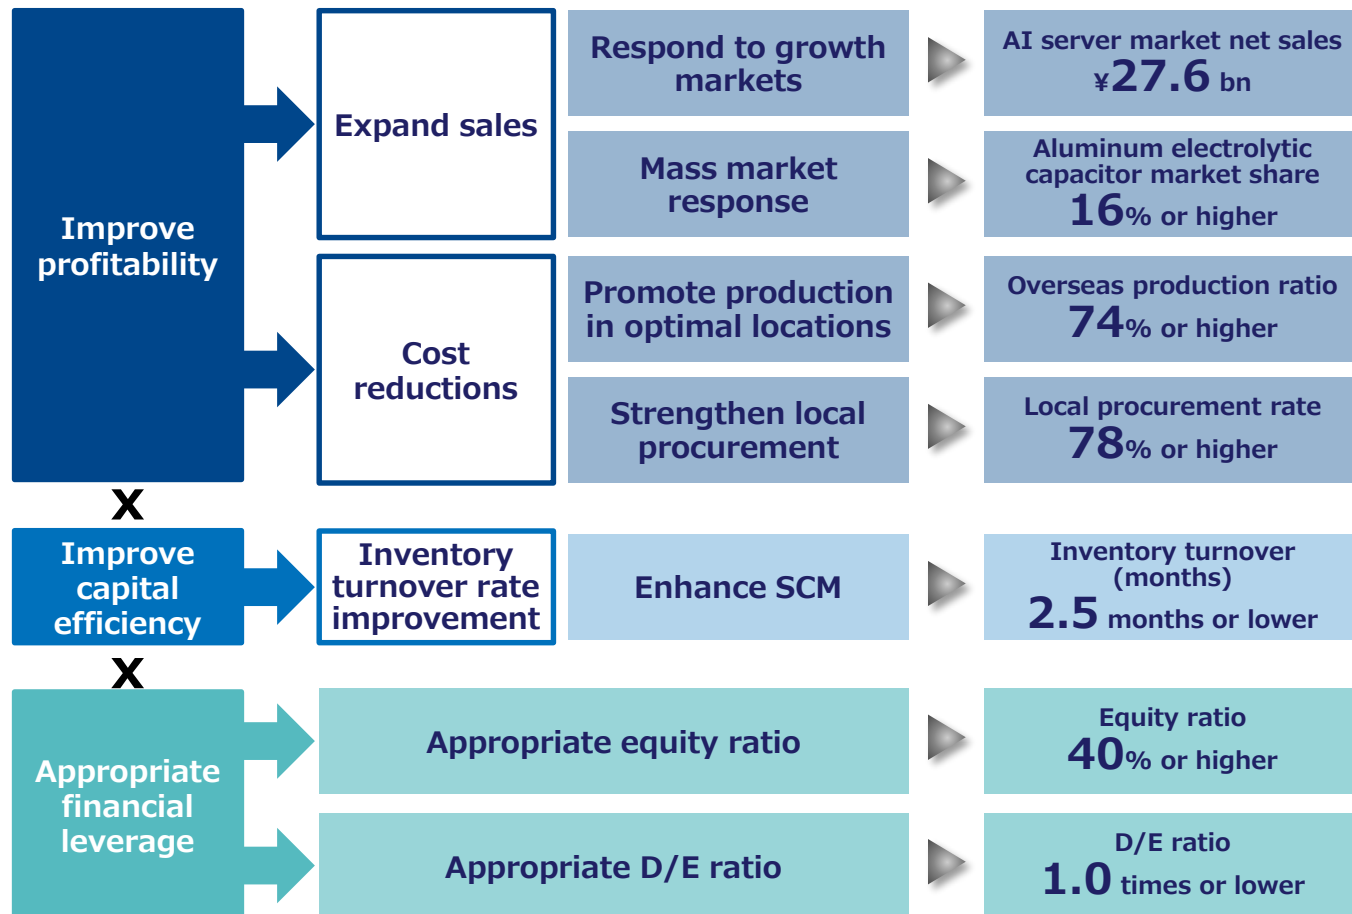 Improve
profitability
Expand sales
Respond to growth
markets
AI server market net sales
¥27.6 bn
Mass market
response
Aluminum electrolytic
capacitor market share
16% or higher
Cost
reductions
Promote production
in optimal locations
Overseas production ratio
74% or higher
Strengthen local
procurement
Local procurement rate
78% or higher
x
Improve
capital
efficiency
Inventory
turnover rate
improvement
Enhance SCM
Inventory turnover
(months)
2.5 months or lower
x
Appropriate
financial
leverage
Appropriate equity ratio
Equity ratio
40% or higher
Appropriate D/E ratio
D/E ratio
1.0 times or lower